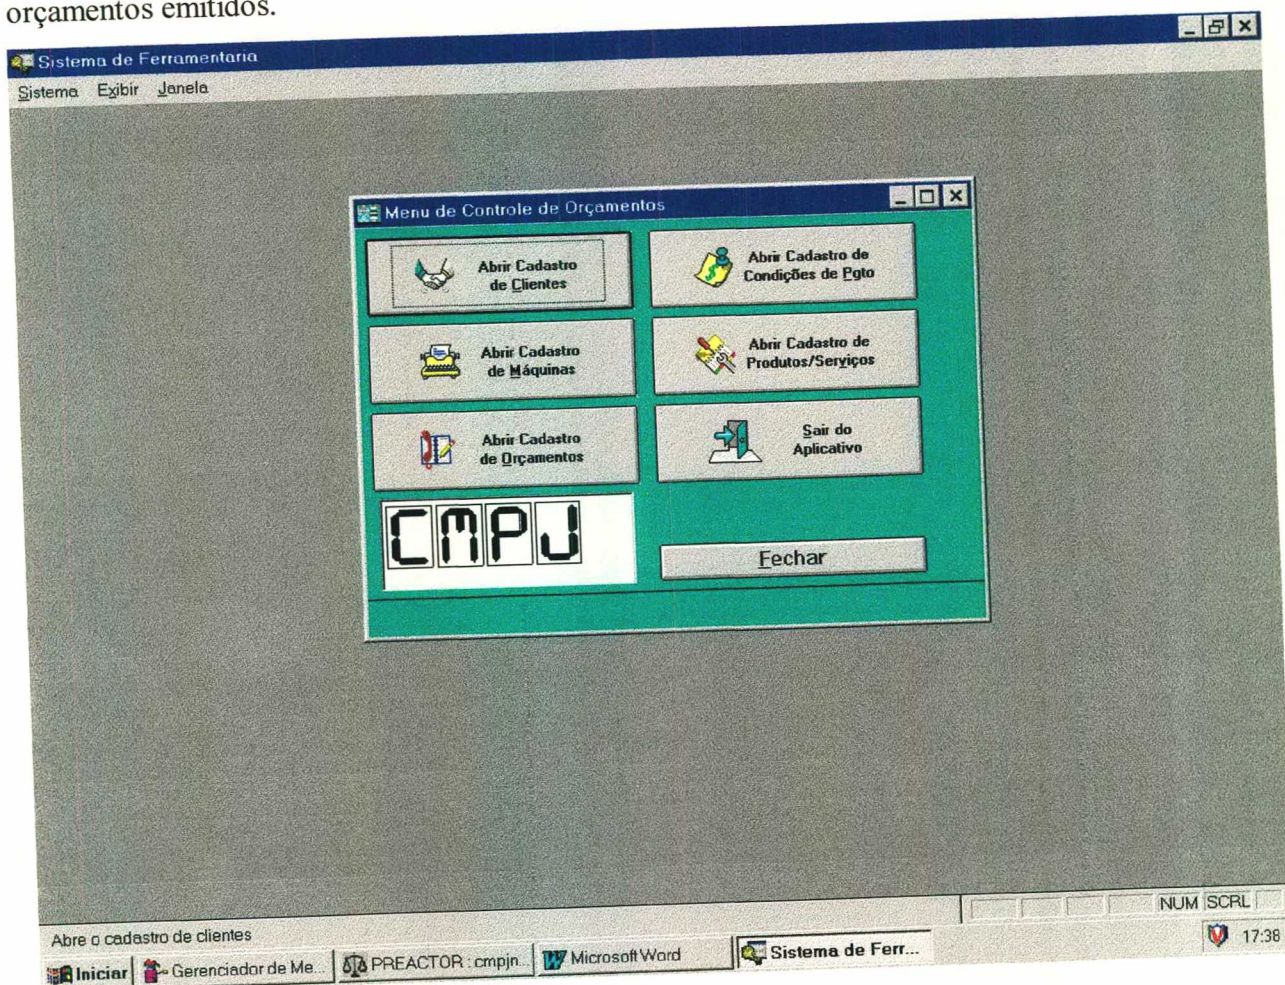 orçamentos emitidos.
Sistema de Ferramentaria
Sistema Exibir Janela
Menu de Controle de Orçamentos
Abrir Cadastro
de Clientes
Abrir Cadastro de
Condições de Pgto
Abrir Cadastro
de Máquinas
Abrir Cadastro de
Produtos/Serviços
Abrir Cadastro
de Orçamentos
Sair do
Aplicativo
CMPJ
Fechar
NUM SCRL
Abre o cadastro de clientes
Iniciar Gerenciador de Me... PREACTOR : cmpjn... Microsoft Word Sistema de Ferr... 17:38